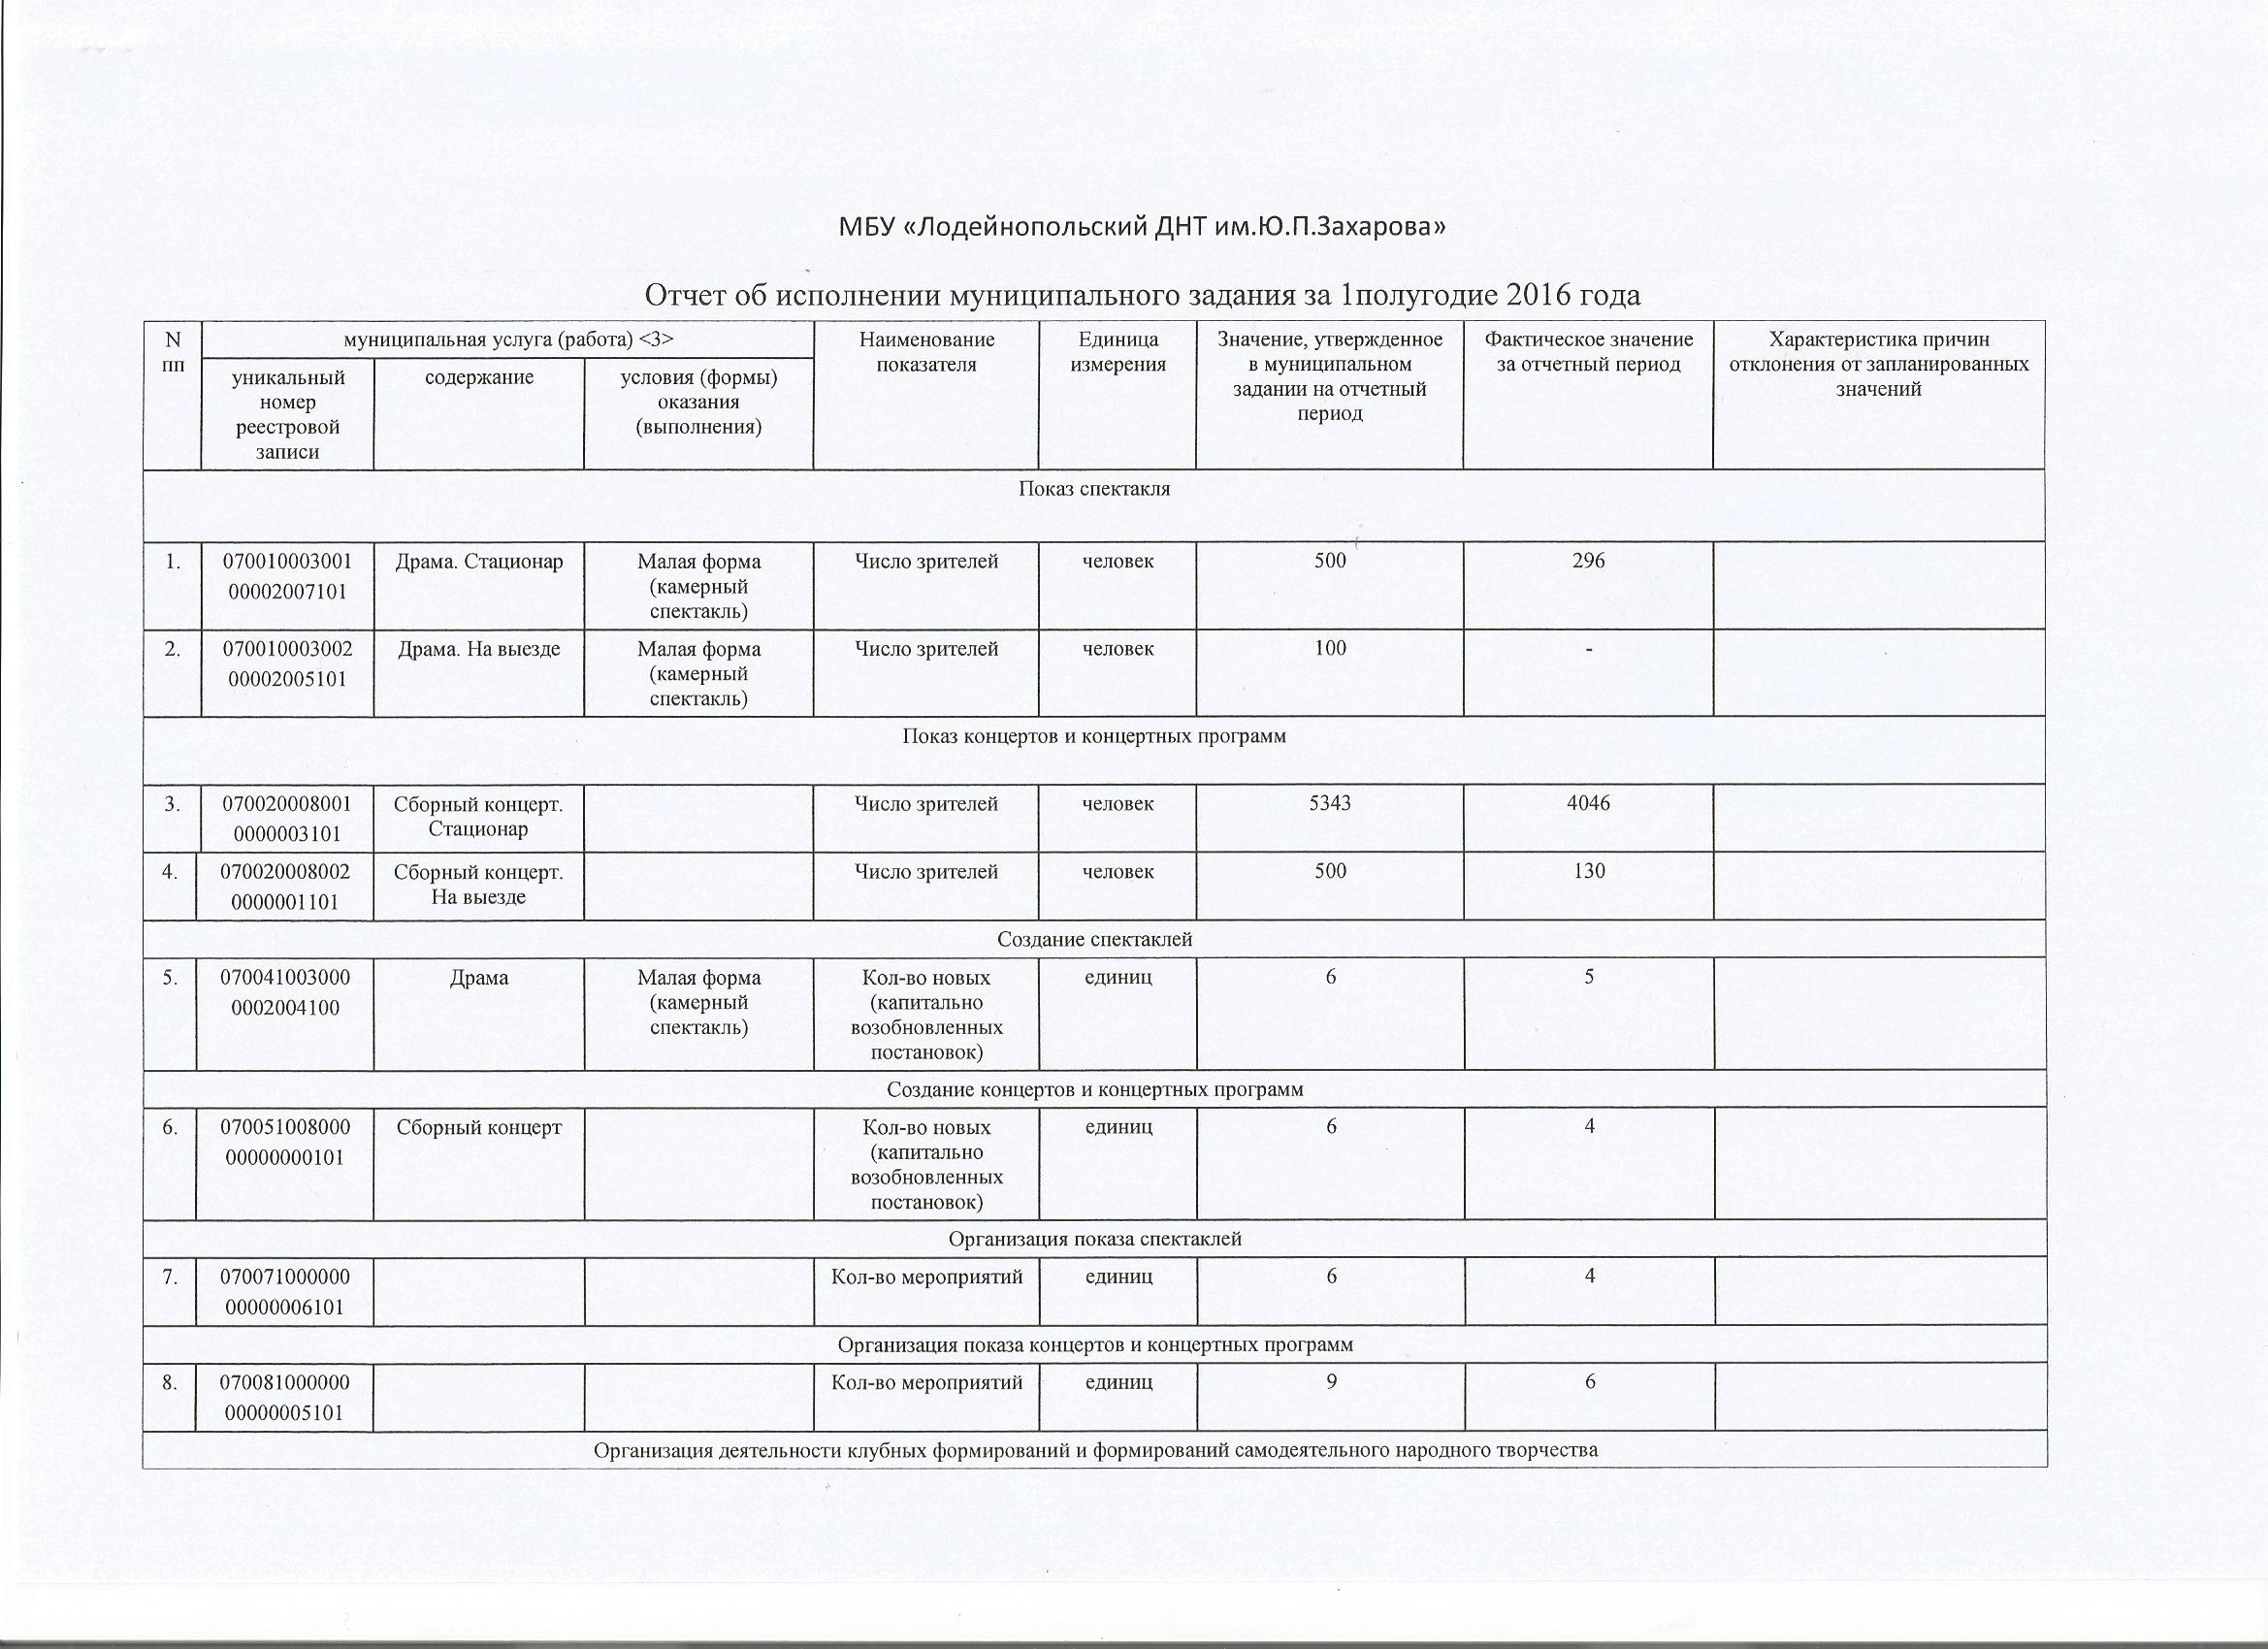 МБУ «Лодейнопольский ДНТ им.Ю.П.Захарова»
Отчет об исполнении муниципального задания за 1полугодие 2016 года
N
пп
муниципальная услуга (работа) <3>
уникальный
номер
реестровой
записи
содержание
условия (формы)
оказания
(выполнения)
Наименование
показателя
Единица
измерения
Значение, утвержденное
в муниципальном
задании на отчетный
период
Фактическое значение
за отчетный период
Характеристика причин
отклонения от запланированных
значений
Показ спектакля
1.
070010003001
00002007101
Драма. Стационар
Малая форма
(камерный
спектакль)
Число зрителей
человек
500
296
2.
070010003002
00002005101
Драма. На выезде
Малая форма
(камерный
спектакль)
Число зрителей
человек
100
-
Показ концертов и концертных программ
3.
070020008001
0000003101
Сборный концерт.
Стационар
Число зрителей
человек
5343
4046
4.
070020008002
0000001101
Сборный концерт.
На выезде
Число зрителей
человек
500
130
Создание спектаклей
5.
070041003000
0002004100
Драма
Малая форма
(камерный
спектакль)
Кол-во новых
(капитально
возобновленных
постановок)
единиц
6
5
Создание концертов и концертных программ
6.
070051008000
00000000101
Сборный концерт
Кол-во новых
(капитально
возобновленных
постановок)
единиц
6
4
Организация показа спектаклей
7.
070071000000
00000006101
Кол-во мероприятий
единиц
6
4
Организация показа концертов и концертных программ
8.
070081000000
00000005101
Кол-во мероприятий
единиц
9
6
Организация деятельности клубных формирований и формирований самодеятельного народного творчества